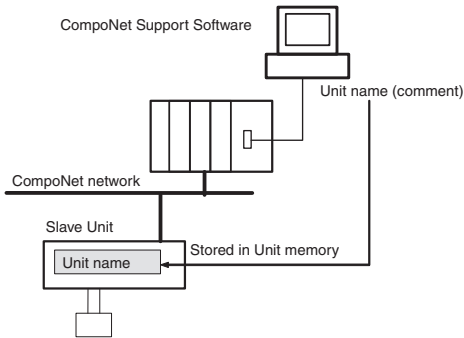 CompoNet Support Software
Unit name (comment)
CompoNet network
Slave Unit
Stored in Unit memory
Unit name